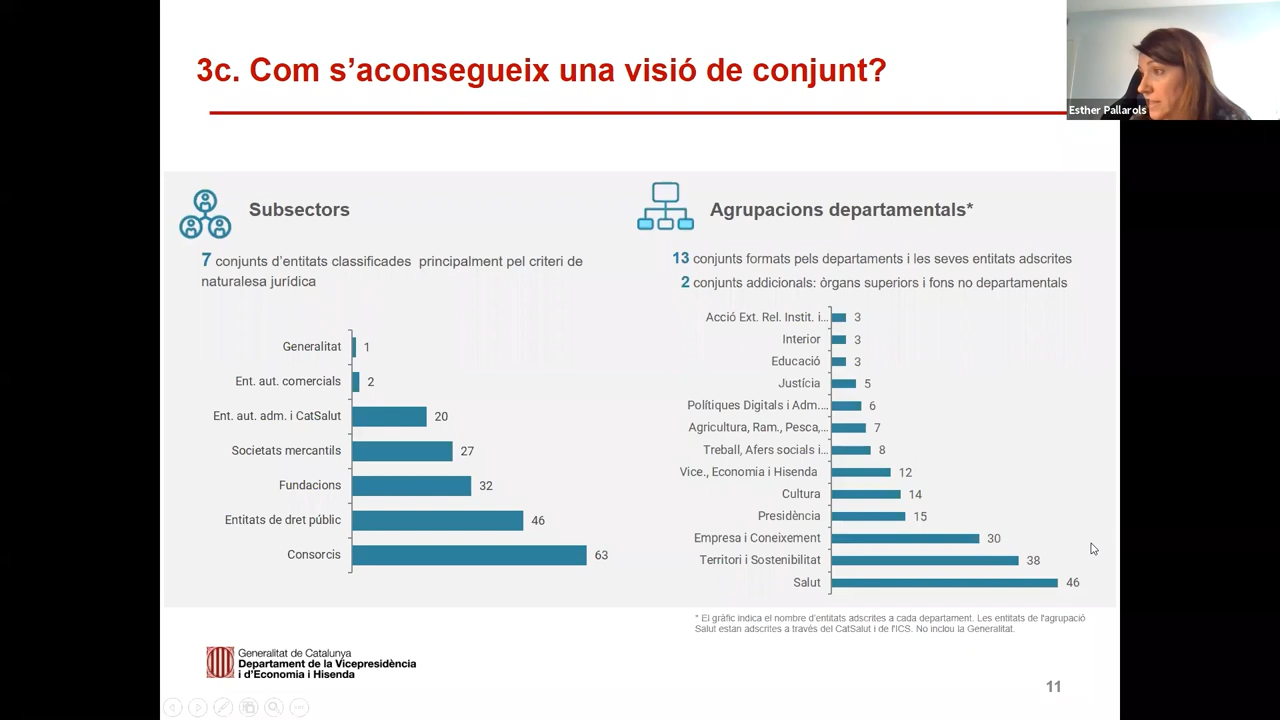 3c. Com s’aconsegueix una visió de conjunt?
Esther Pallarols
Subsectors
7 conjunts d’entitats classificades principalment pel criteri de
naturalesa jurídica
Generalitat 1
Ent. aut. comercials 2
Ent. aut. adm. i CatSalut 20
Societats mercantils 27
Fundacions 32
Entitats de dret públic 46
Consorcis 63
Agrupacions departamentals*
13 conjunts formats pels departaments i les seves entitats adscrites
2 conjunts addicionals: òrgans superiors i fons no departamentals
Acció Ext. Rel. Instit. i... 3
Interior 3
Educació 3
Justícia 5
Polítiques Digitals i Adm.... 6
Agricultura, Ram., Pesca,... 7
Treball, Afers socials i... 8
Vice., Economia i Hisenda 12
Cultura 14
Presidència 15
Empresa i Coneixement 30
Territori i Sostenibilitat 38
Salut 46
* El gràfic indica el nombre d’entitats adscrites a cada departament. Les entitats de l'agrupació
Salut estan adscrites a través del CatSalut i de l'ICS. No inclou la Generalitat.
Generalitat de Catalunya
Departament de la Vicepresidència
i d’Economia i Hisenda
11